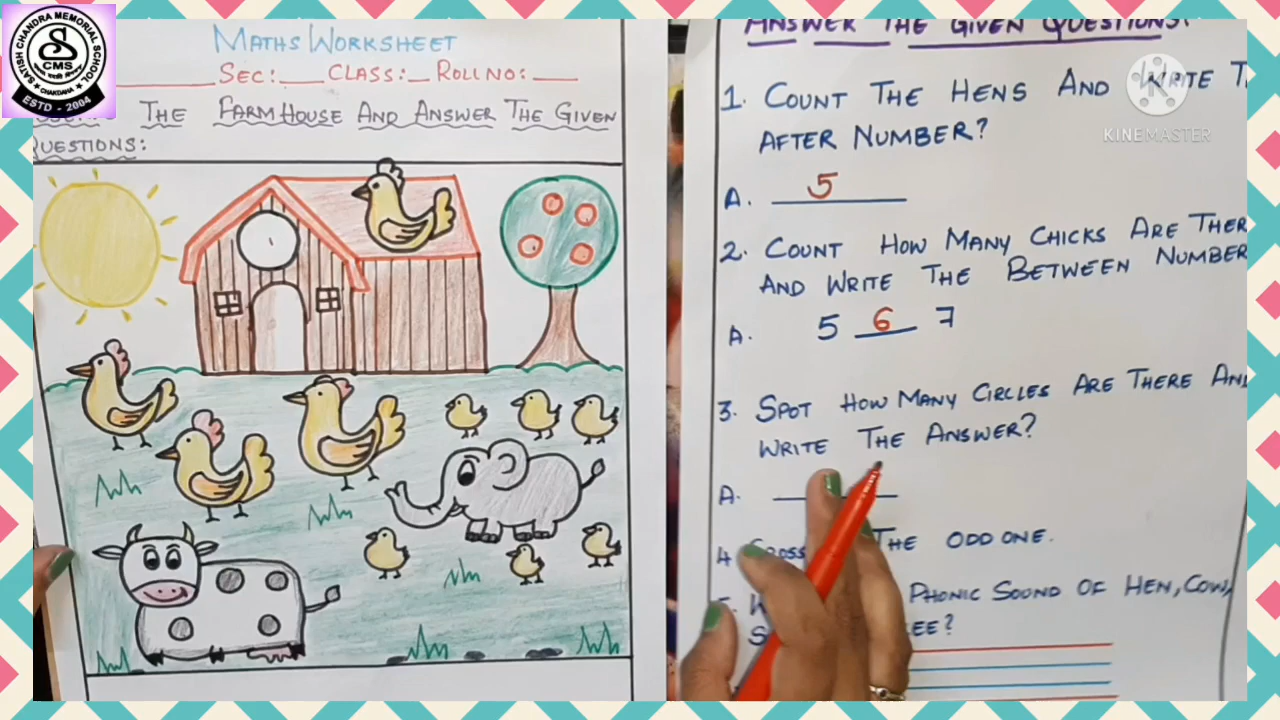 SATISH CHANDRA MEMORIAL SCHOOL
CMS
CHAKDAHA
ESTD - 2004
MATHS WORKSHEET
SEC:___ CLASS:_ ROLL NO: ___
THE FARM HOUSE AND ANSWER THE GIVEN
QUESTIONS:
ANSWER THE GIVEN QUESTIONS:
1. COUNT THE HENS AND WRITE
AFTER NUMBER?
A. 5
2. COUNT HOW MANY CHICKS ARE
AND WRITE THE BETWEEN NUMBER
A. 5 6 7
3. SPOT HOW MANY CIRCLES ARE THERE
WRITE THE ANSWER?
A.
4 THE ODD ONE.
PHONIC SOUND OF HEN, COW,
KINEMASTER